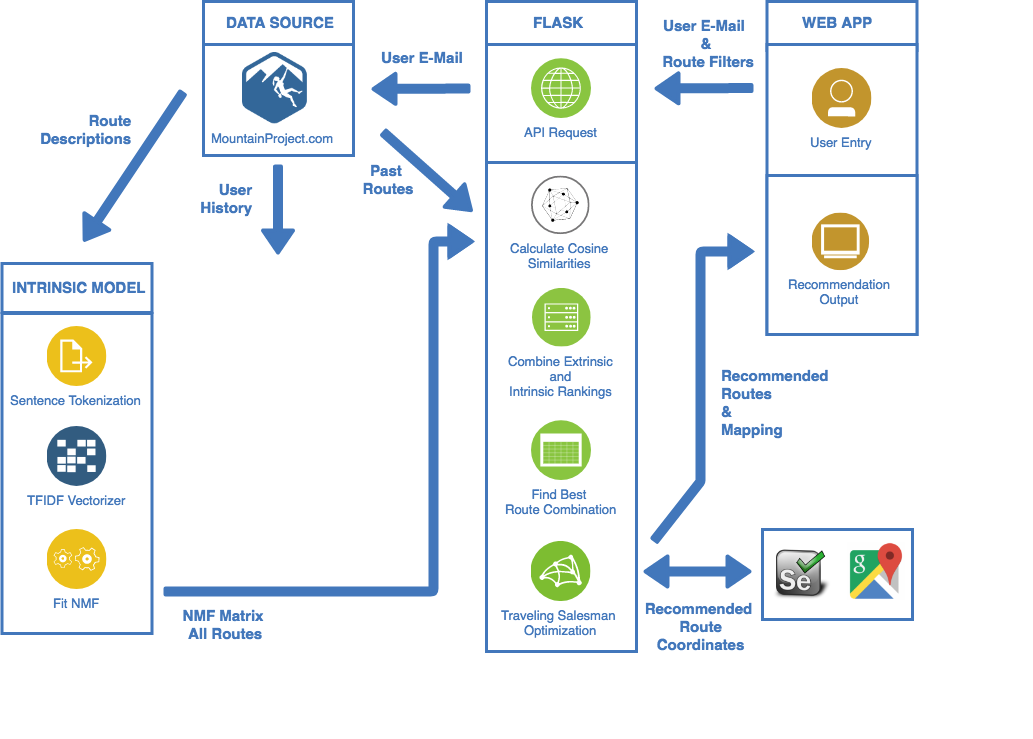 DATA SOURCE
MountainProject.com
FLASK
API Request
Calculate Cosine
Similarities
Combine Extrinsic
and
Intrinsic Rankings
Find Best
Route Combination
Traveling Salesman
Optimization
WEB APP
User Entry
Recommendation
Output
User E-Mail
User E-Mail
&
Route Filters
Route
Descriptions
User
History
Past
Routes
INTRINSIC MODEL
Sentence Tokenization
TFIDF Vectorizer
Fit NMF
NMF Matrix
All Routes
Recommended
Routes
&
Mapping
Recommended
Route
Coordinates
Se
g